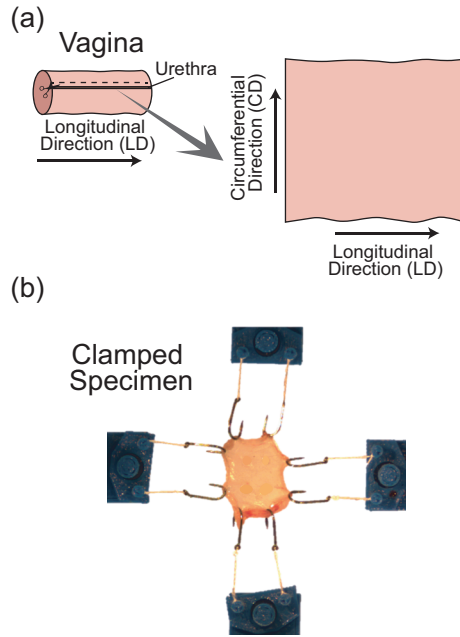 (a)
Vagina
Urethra
Longitudinal
Direction (LD)
Circumferential
Direction (CD)
Longitudinal
Direction (LD)
(b)
Clamped
Specimen